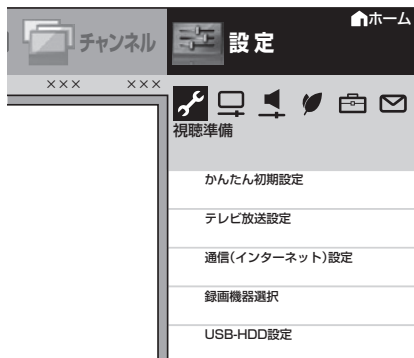 ホーム
チャンネル
設定
××× ×××
視聴準備
かんたん初期設定
テレビ放送設定
通信(インターネット)設定
録画機器選択
USB-HDD設定